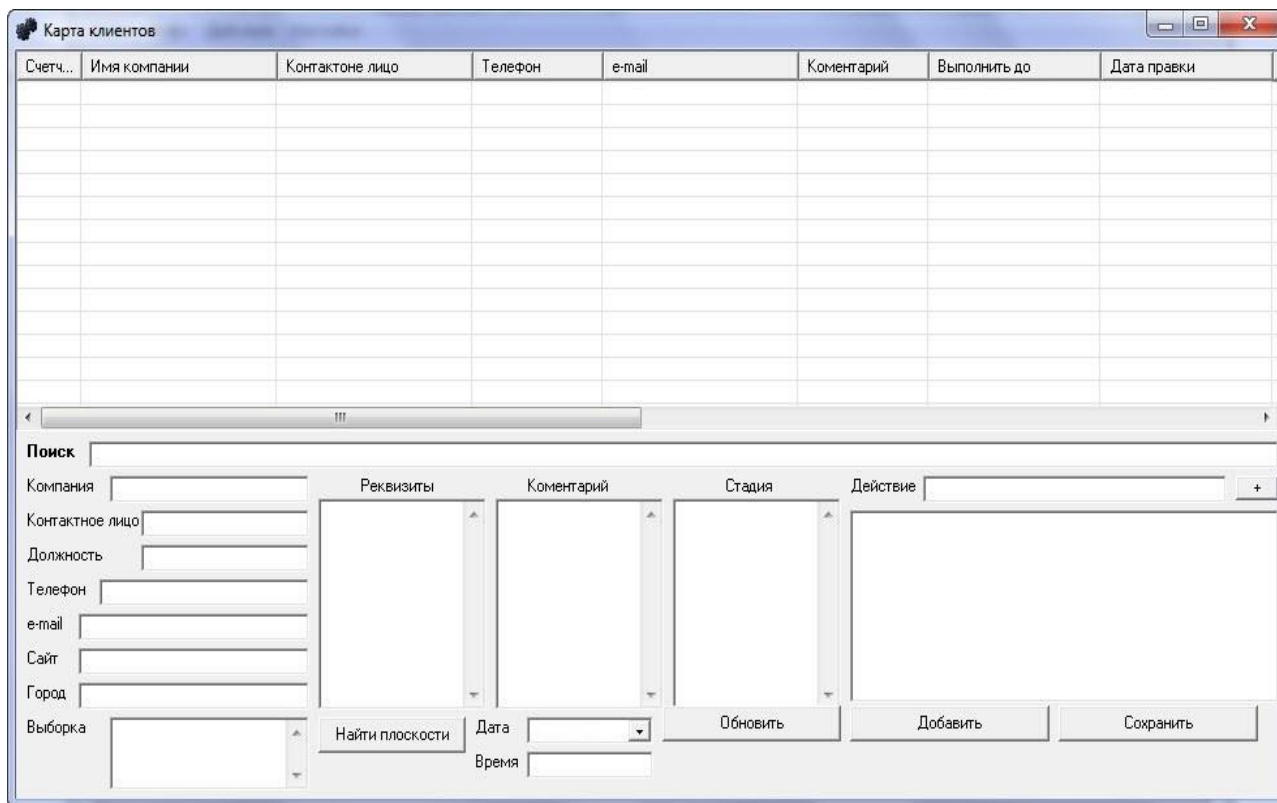 Карта клиентов
Счетч... Имя компании Контактоне лицо Телефон e-mail Коментарий Выполнить до Дата правки
Поиск
Компания Реквизиты Коментарий Стадия Действие +
Контактное лицо
Должность
Телефон
e-mail
Сайт
Город
Выборка Найти плоскости Дата Обновить Добавить Сохранить
Время